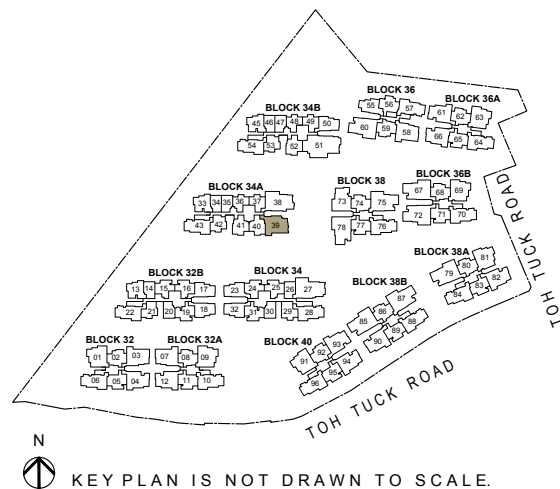 BLOCK 36
BLOCK 36A
55 56 57
61 62 63
60 59 58
66 65 64
BLOCK 34B
45 46 47 48 49 50
54 53 52 51
BLOCK 34A
33 34 35 36 37 38
43 42 41 40 39
BLOCK 38
73 74 75
78 77 76
BLOCK 36B
67 68 69
72 71 70
TOH TUCK ROAD
BLOCK 38A
79 80 81
84 83 82
BLOCK 32B
13 14 15 16 17
22 21 20 19 18
BLOCK 34
23 24 25 26 27
32 31 30 29 28
BLOCK 38B
85 86 87
90 89 88
BLOCK 32
01 02 03
06 05 04
BLOCK 32A
07 08 09
12 11 10
BLOCK 40
91 92 93
96 95 94
TOH TUCK ROAD
N
KEY PLAN IS NOT DRAWN TO SCALE.